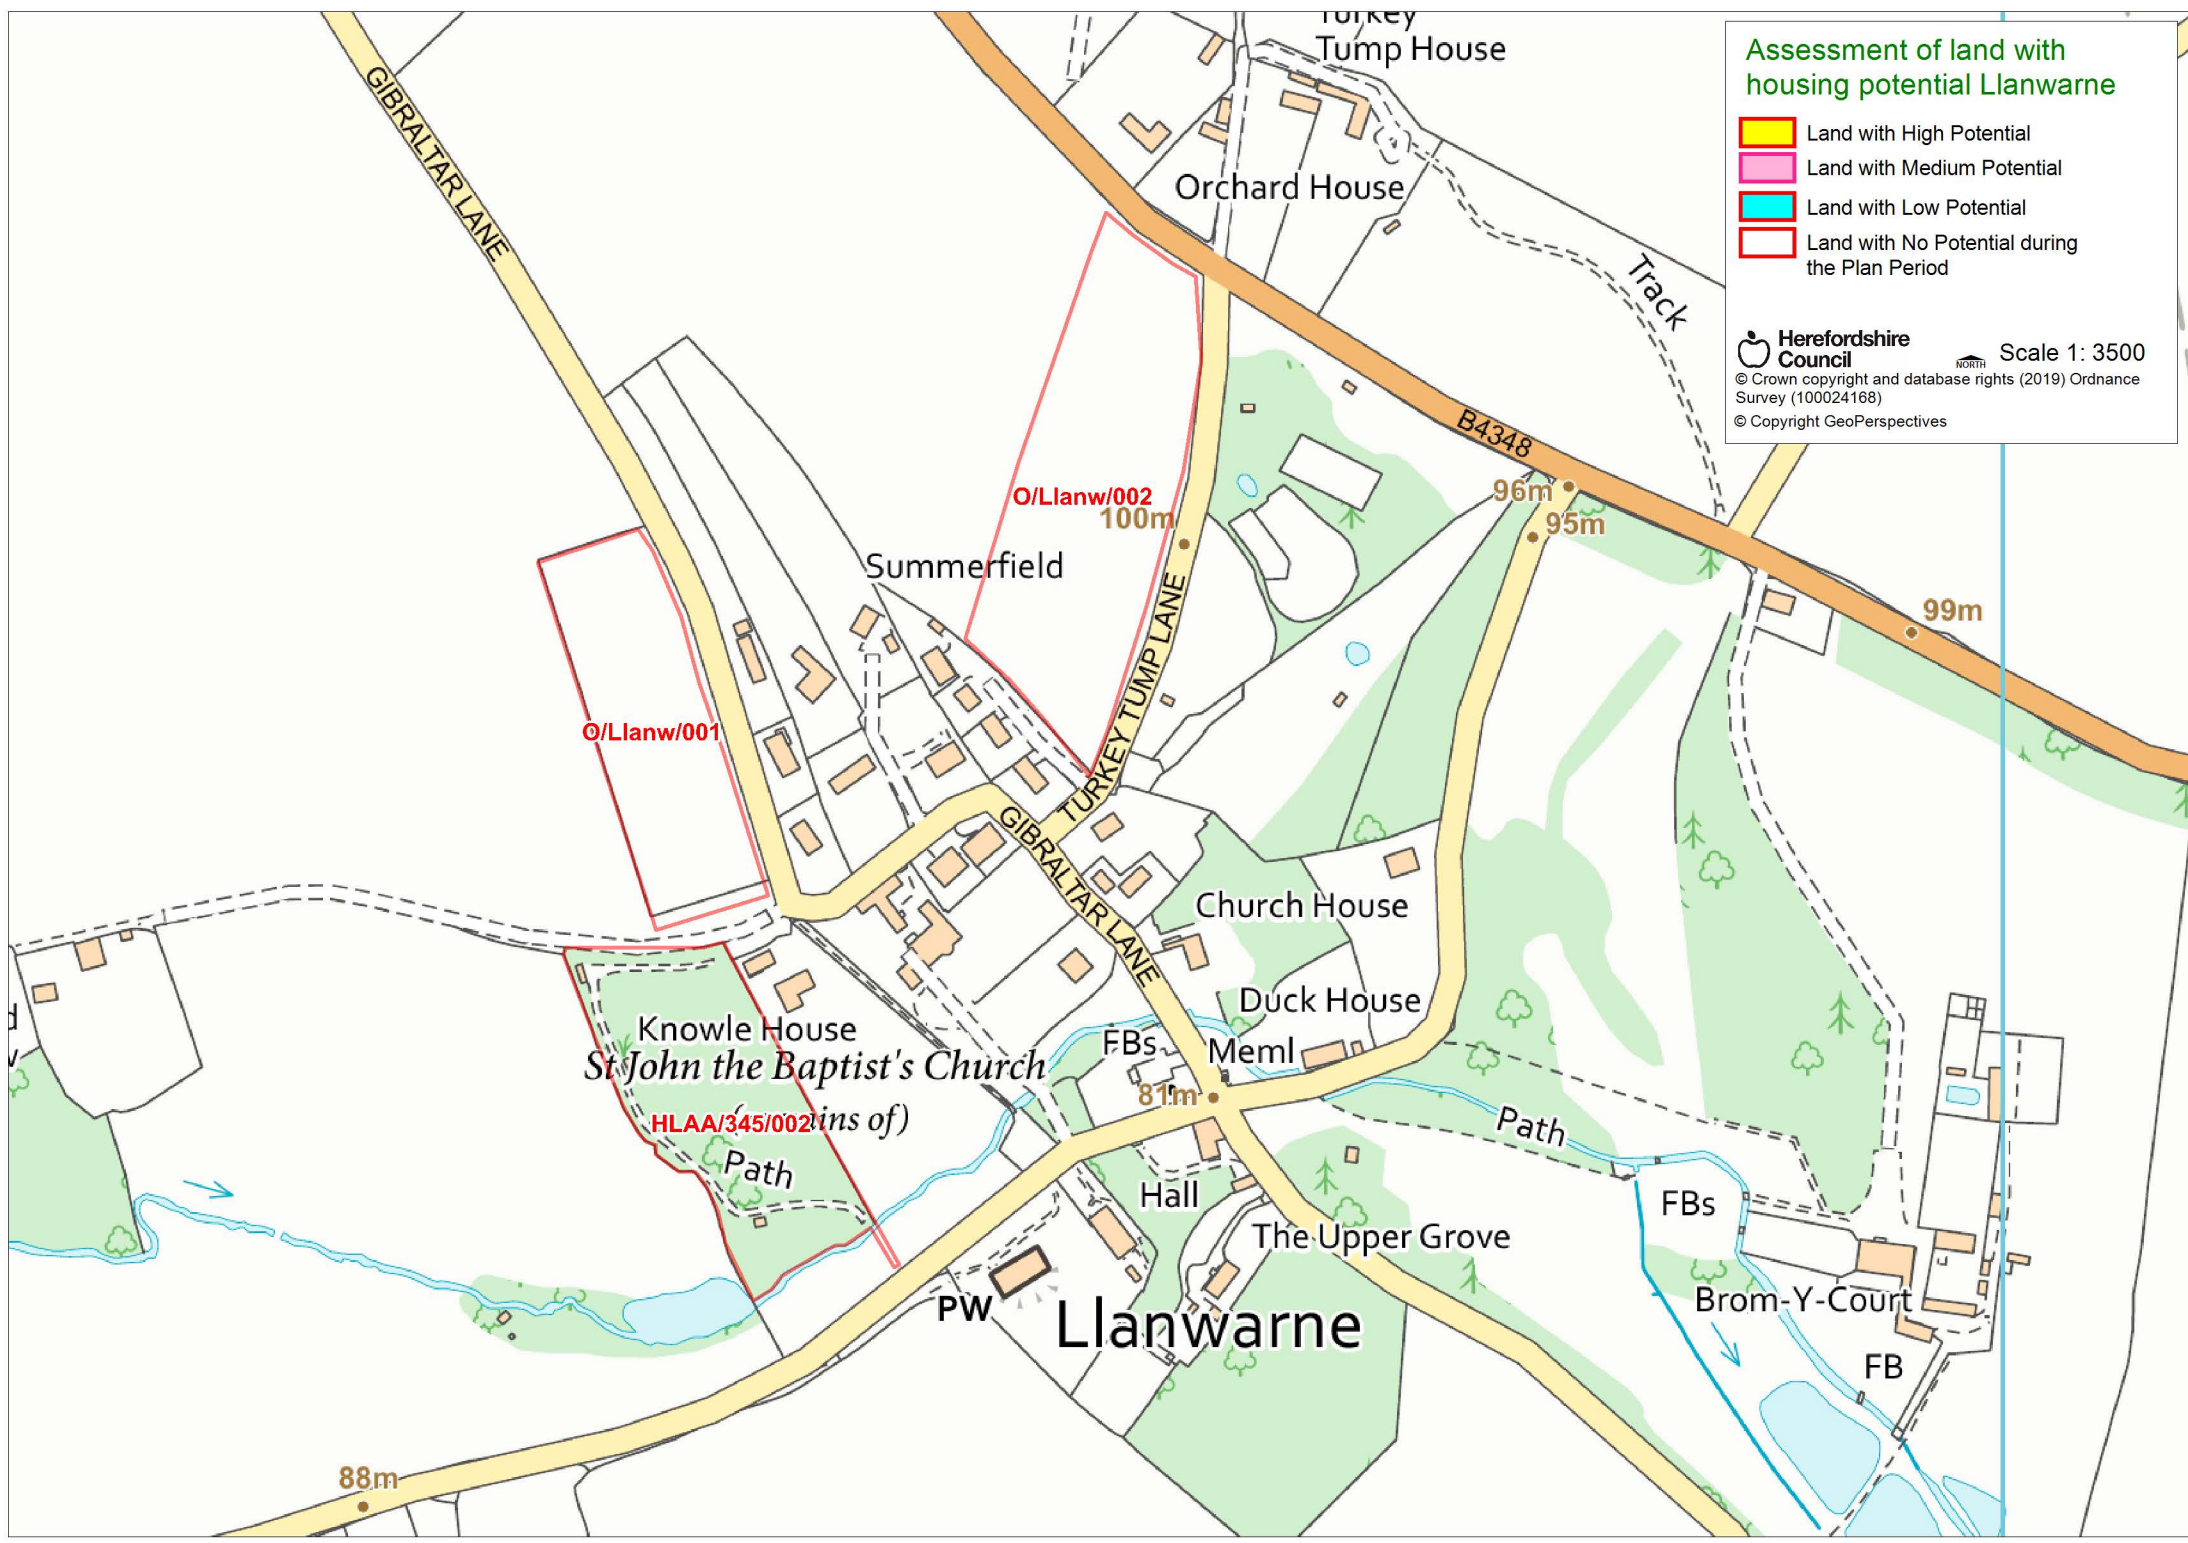 Assessment of land with
housing potential Llanwarne
Land with High Potential
Land with Medium Potential
Land with Low Potential
Land with No Potential during
the Plan Period
Herefordshire
Council
NORTH
Scale 1: 3500
© Crown copyright and database rights (2019) Ordnance
Survey (100024168)
© Copyright GeoPerspectives
Turkey
Tump House
GIBRALTAR LANE
Orchard House
Track
B4348
O/Llanw/002
100m
96m
95m
Summerfield
99m
TURKEY TUMP LANE
O/Llanw/001
GIBRALTAR LANE
Church House
Duck House
Knowle House
FBs
Meml
St John the Baptist's Church
81m
HLAA/345/002
Path
Path
Hall
FBs
The Upper Grove
PW
Llanwarne
Brom-Y-Court
FB
88m